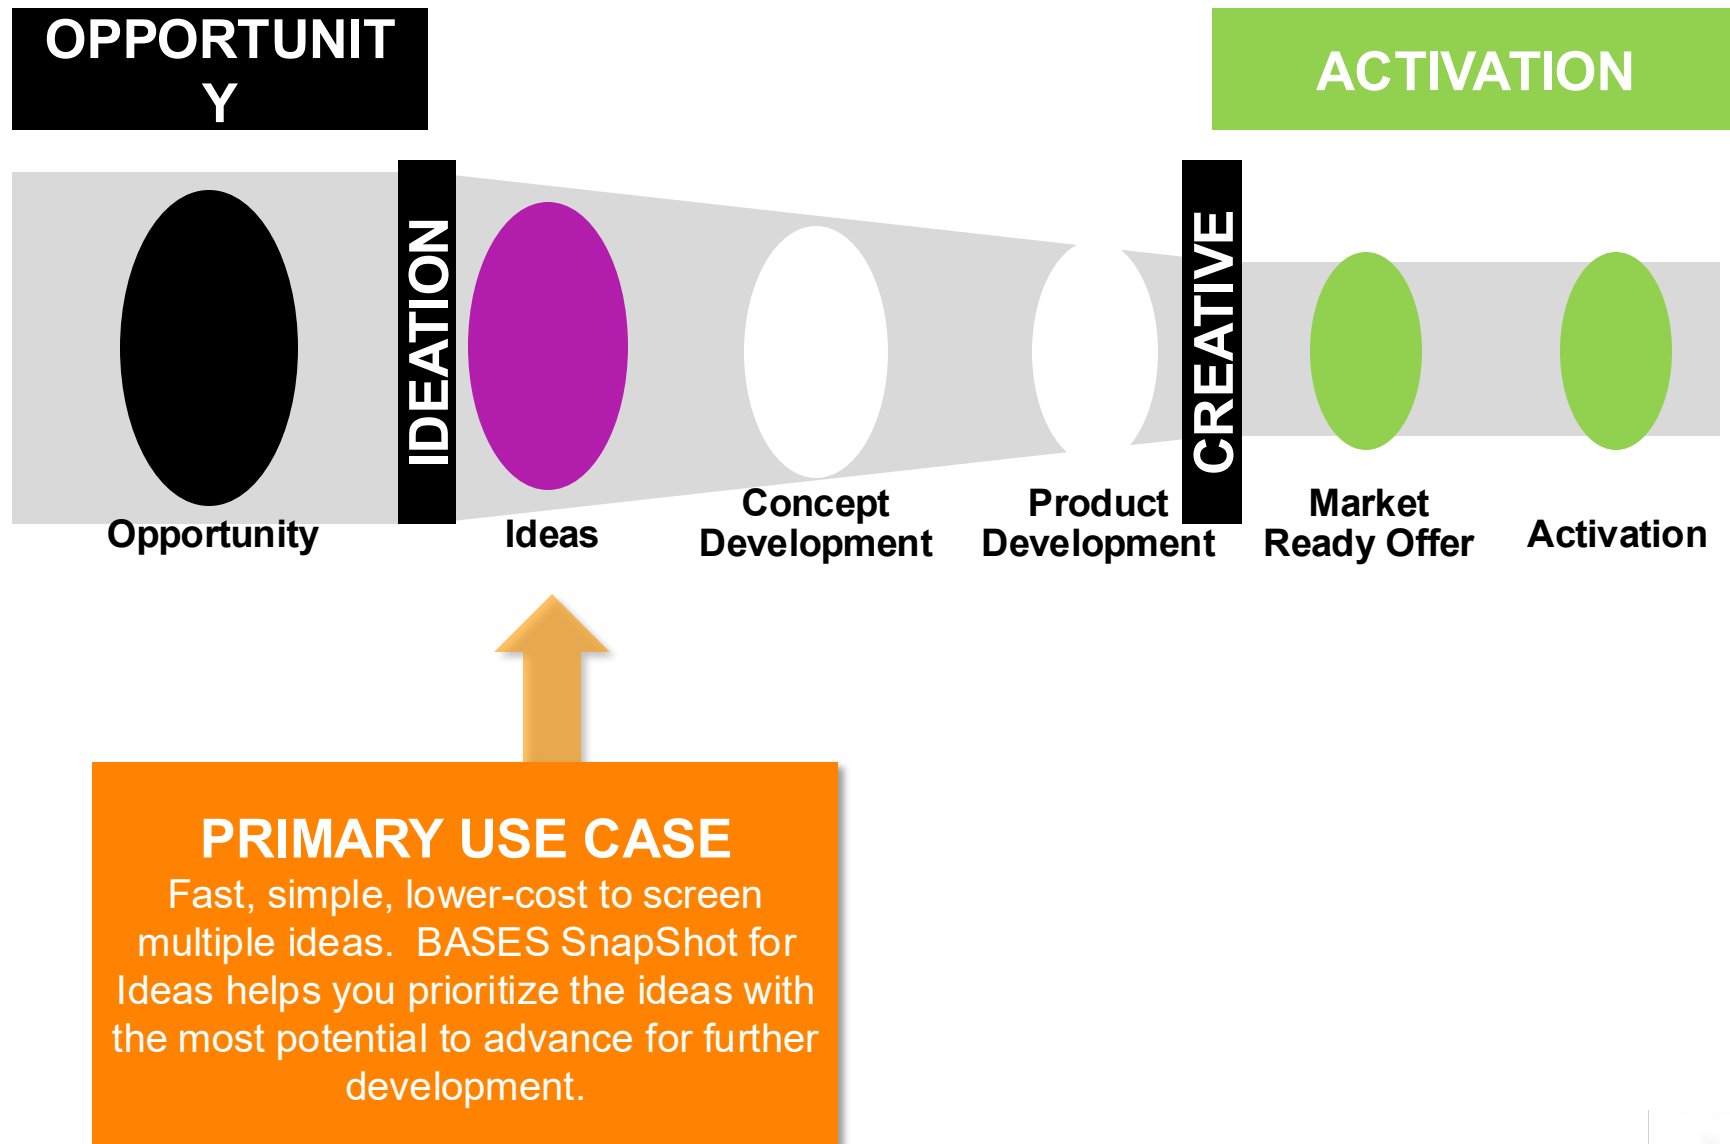 OPPORTUNIT
Y
ACTIVATION
IDEATION
CREATIVE
Opportunity
Ideas
Concept
Development
Product
Development
Market
Ready Offer
Activation
PRIMARY USE CASE
Fast, simple, lower-cost to screen
multiple ideas.  BASES SnapShot for
Ideas helps you prioritize the ideas with
the most potential to advance for further
development.